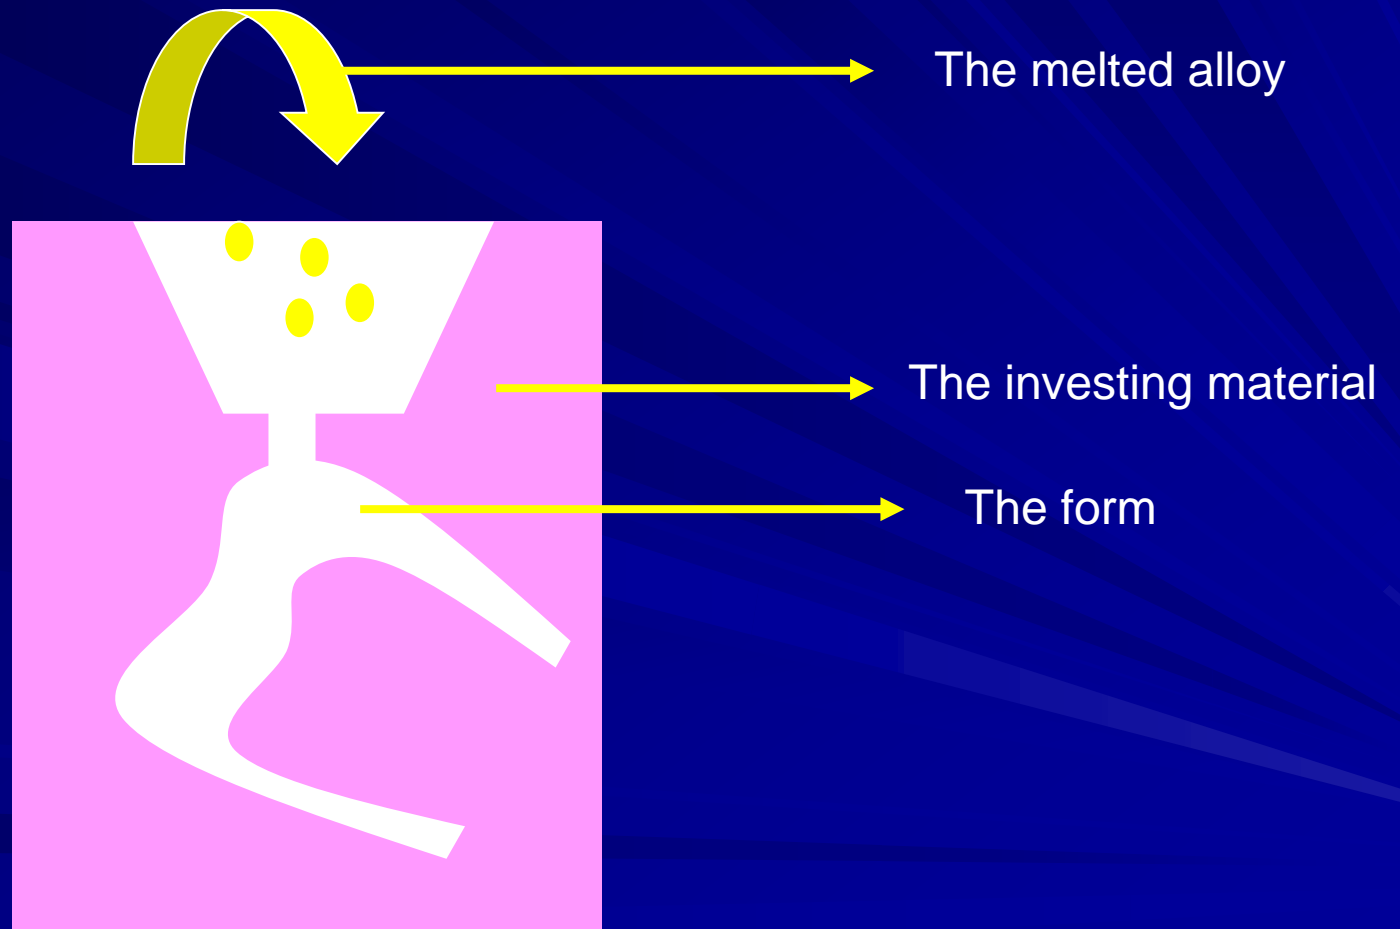 The melted alloy
The investing material
The form